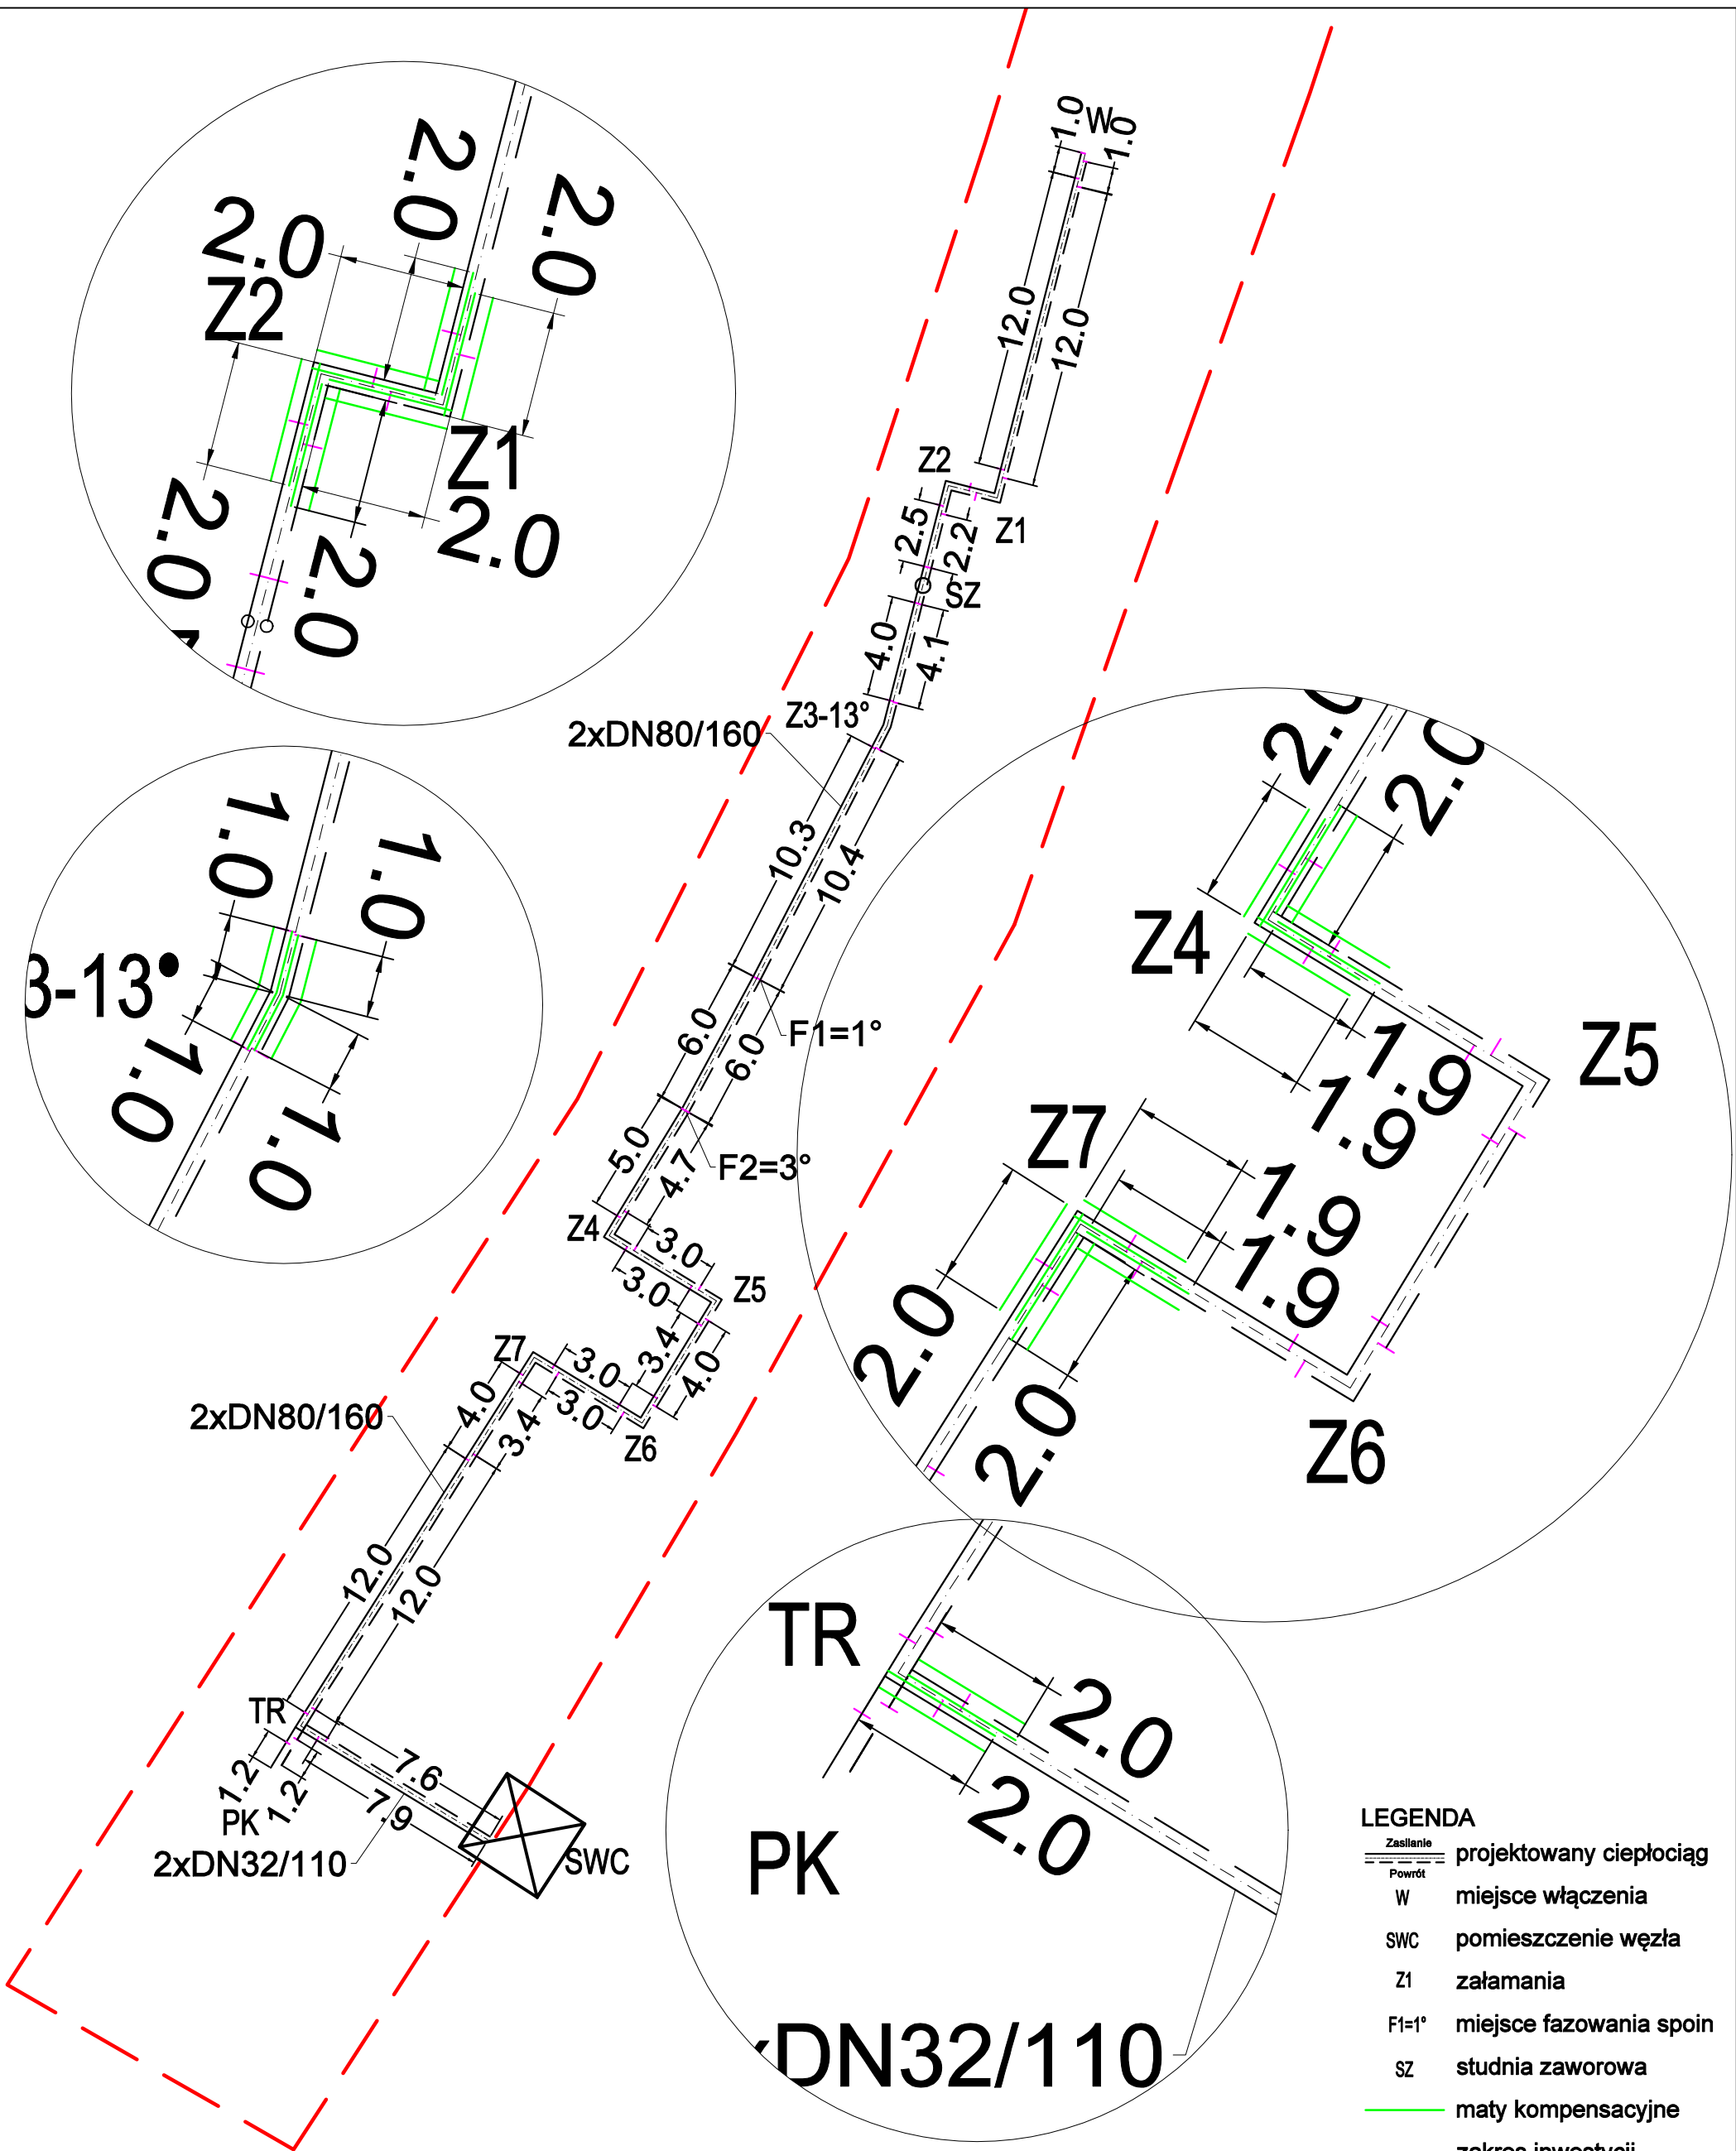 1.0
W
1.0
12.0
12.0
2.0
2.0
2.0
Z2
Z1
2.0
2.0
2.0
Z2
Z1
2.5
2.2
SZ
4.0
4.1
Z3-13°
2xDN80/160
10.3
10.4
1.0
1.0
3-13°
1.0
1.0
6.0
6.0
F1=1°
5.0
4.7
F2=3°
Z4
3.0
3.0
Z5
3.4
4.0
Z7
3.0
3.0
Z6
4.0
3.4
2xDN80/160
12.0
12.0
2.0
2.0
Z4
Z5
1.9
1.9
Z7
1.9
1.9
2.0
2.0
Z6
TR
7.6
7.9
1.2
1.2
PK
2xDN32/110
SWC
TR
2.0
2.0
PK
DN32/110
LEGENDA
Zasilanie
Powrót
projektowany ciepłociąg
W miejsce włączenia
SWC pomieszczenie węzła
Z1 załamania
F1=1° miejsce fazowania spoin
SZ studnia zaworowa
maty kompensacyjne
zakres inwestycji